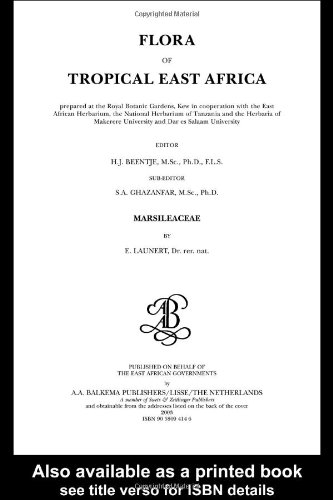 Copyrighted Material
FLORA
OF
TROPICAL EAST AFRICA
prepared at the Royal Botanic Gardens, Kew in cooperation with the East
African Herbarium, the National Herbarium of Tanzania and the Herbaria of
Makerere University and Dar es Salaam University
EDITOR
H.J. BEENTJE, M.Sc., Ph.D., F.L.S.
SUB-EDITOR
S.A. GHAZANFAR, M.Sc., Ph.D.
MARSILEACEAE
BY
E. LAUNERT, Dr. rer. nat.
AB
PUBLISHED ON BEHALF OF
THE EAST AFRICAN GOVERNMENTS
by
A.A. BALKEMA PUBLISHERS/LISSE/THE NETHERLANDS
A member of Swets & Zeitlinger Publishers
and obtainable from the addresses listed on the back of the cover
2003
ISBN 90 5809 414 6
Copyrighted Material
Also available as a printed book
see title verso for ISBN details